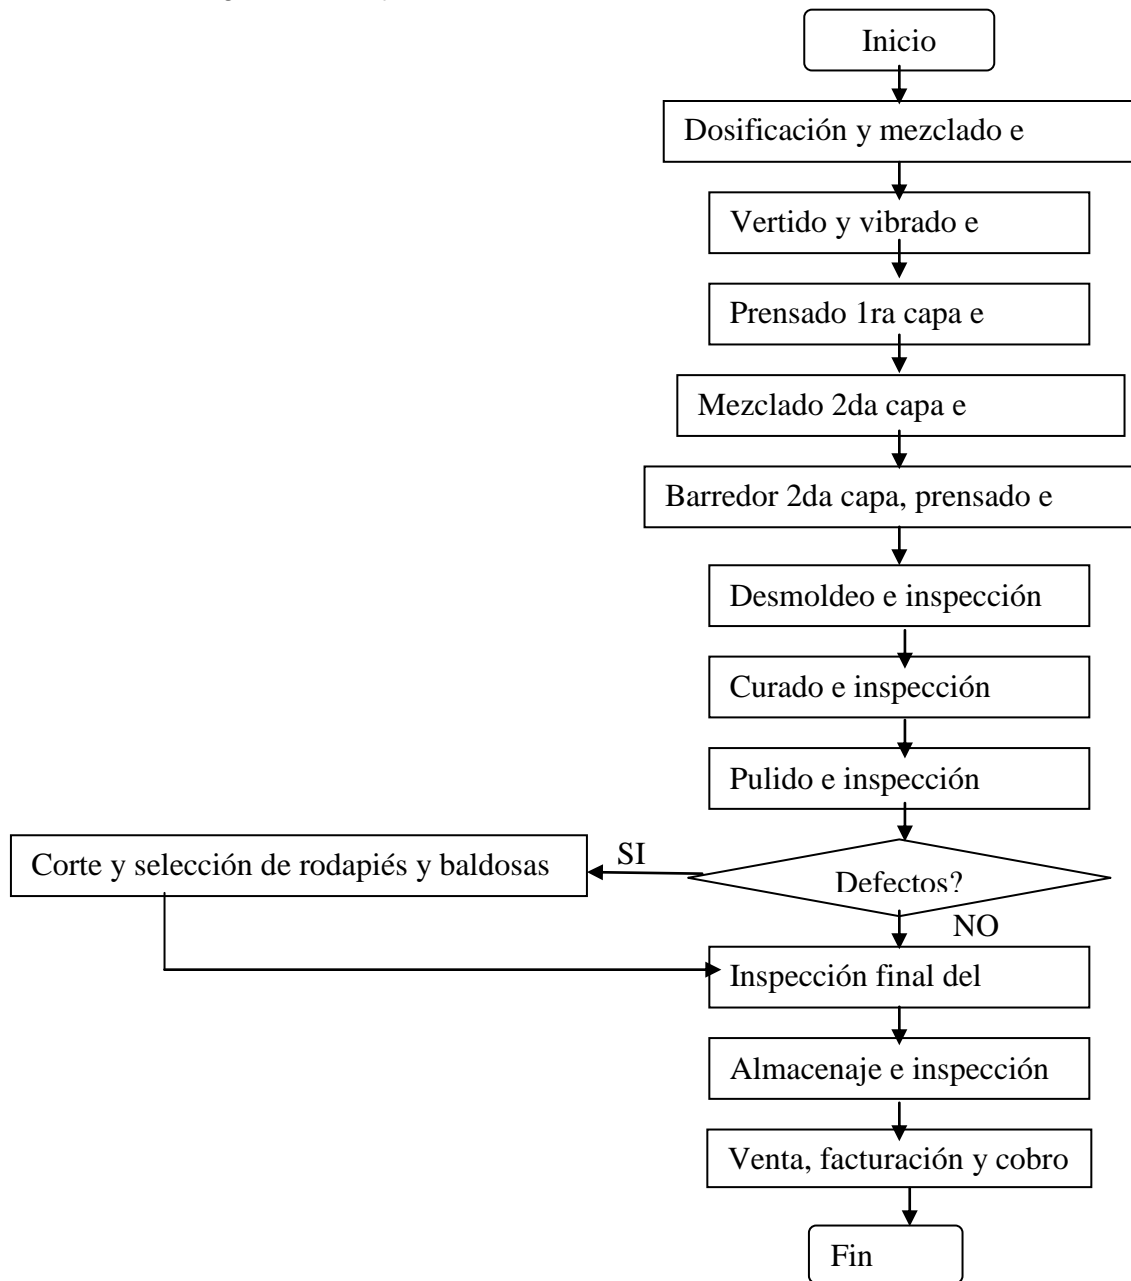 Inicio
Dosificación y mezclado e
Vertido y vibrado e
Prensado 1ra capa e
Mezclado 2da capa e
Barredor 2da capa, prensado e
Desmoldeo e inspección
Curado e inspección
Pulido e inspección
Corte y selección de rodapiés y baldosas
SI
Defectos?
NO
Inspección final del
Almacenaje e inspección
Venta, facturación y cobro
Fin